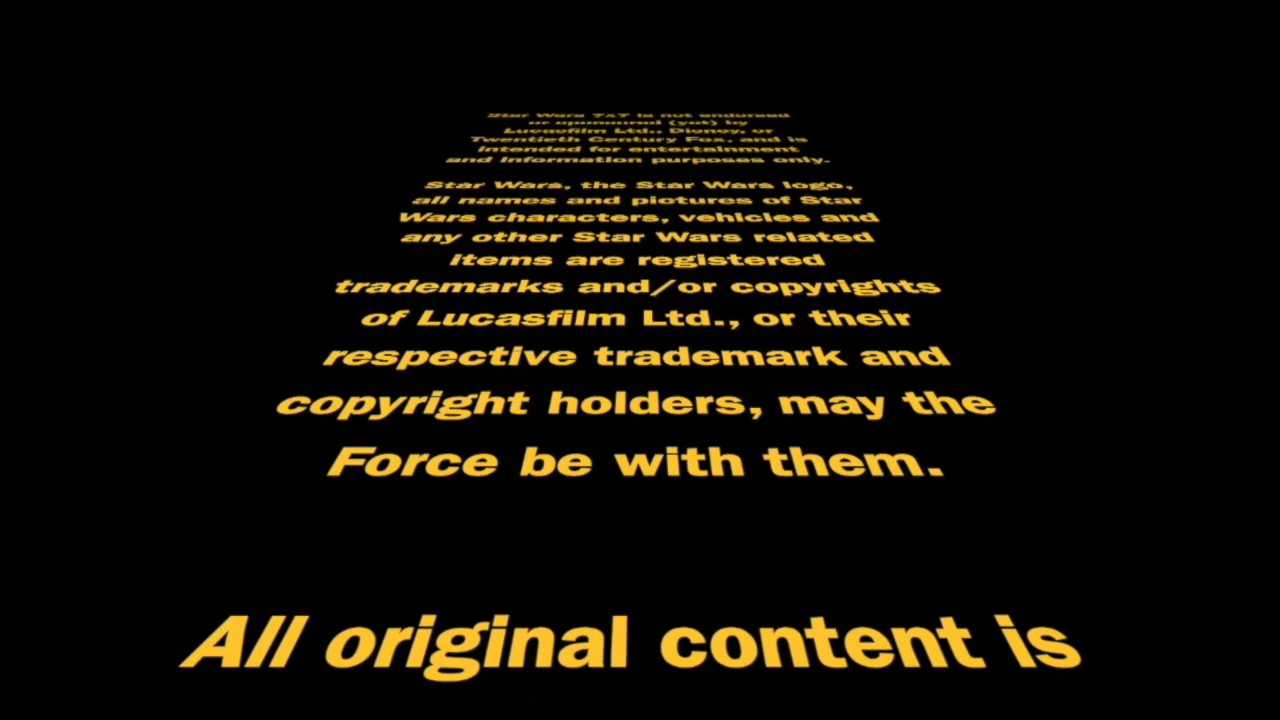 Star Wars 7x7 is not endorsed
or sponsored (yet) by
Lucasfilm Ltd., Disney, or
Twentieth Century Fox, and is
intended for entertainment
and information purposes only.
Star Wars, the Star Wars logo,
all names and pictures of Star
Wars characters, vehicles and
any other Star Wars related
items are registered
trademarks and/or copyrights
of Lucasfilm Ltd., or their
respective trademark and
copyright holders, may the
Force be with them.
All original content is